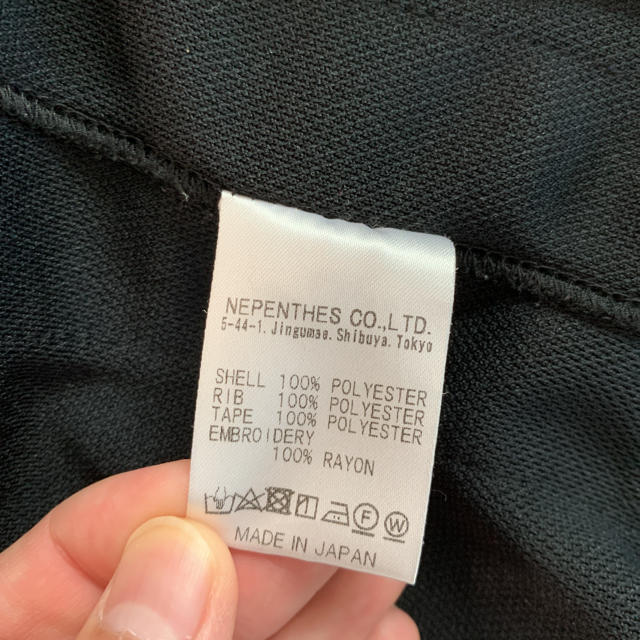 NEPENTHES CO.,LTD.
5-44-1. Jingumae. Shibuya. Tokyo
SHELL 100% POLYESTER
RIB 100% POLYESTER
TAPE 100% POLYESTER
EMBROIDERY
100% RAYON
F W
MADE IN JAPAN